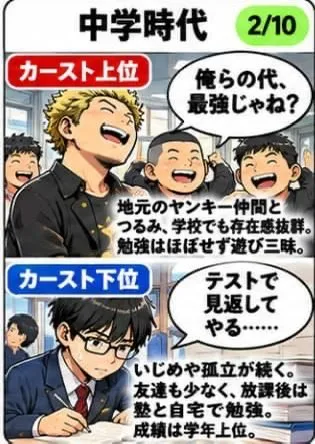 中学時代
2/10
カースト上位
俺らの代、
最強じゃね?
地元のヤンキー仲間と
つるみ、学校でも存在感抜群。
勉強はほぼせず遊び三昧。
カースト下位
テストで
見返して
やる……
いじめや孤立が続く。
友達も少なく、放課後は
塾と自宅で勉強。
成績は学年上位。